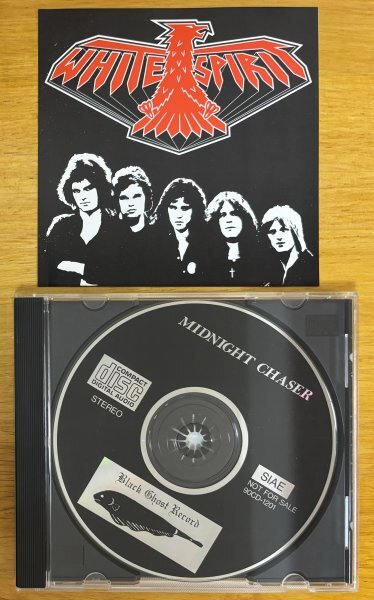 WHITE SPIRIT
MIDNIGHT CHASER
COMPACT
disc
DIGITAL AUDIO
STEREO
SIAE
NOT FOR SALE
90CD-1201
Black Ghost Record